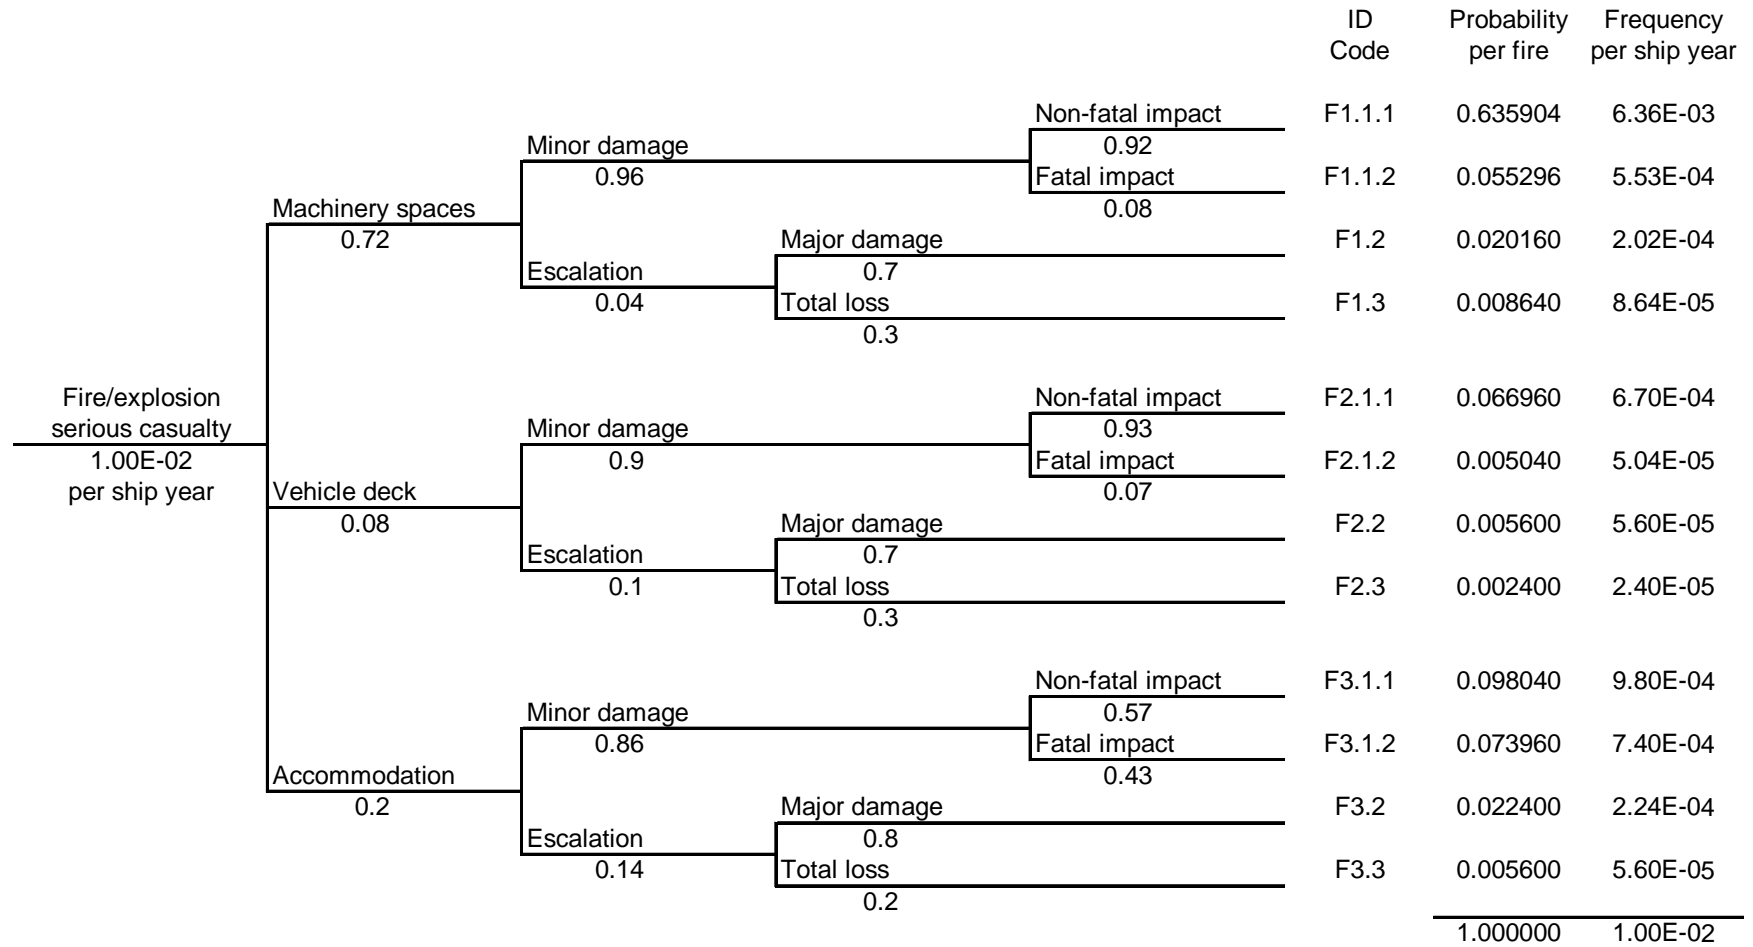 ID Probability Frequency
Code per fire per ship year
Non-fatal impact F1.1.1 0.635904 6.36E-03
Minor damage 0.92
0.96 Fatal impact F1.1.2 0.055296 5.53E-04
Machinery spaces 0.08
0.72 Major damage F1.2 0.020160 2.02E-04
Escalation 0.7
0.04 Total loss F1.3 0.008640 8.64E-05
0.3
Fire/explosion Non-fatal impact F2.1.1 0.066960 6.70E-04
serious casualty Minor damage 0.93
1.00E-02 0.9 Fatal impact F2.1.2 0.005040 5.04E-05
per ship year Vehicle deck 0.07
0.08 Major damage F2.2 0.005600 5.60E-05
Escalation 0.7
0.1 Total loss F2.3 0.002400 2.40E-05
0.3
Non-fatal impact F3.1.1 0.098040 9.80E-04
Minor damage 0.57
0.86 Fatal impact F3.1.2 0.073960 7.40E-04
Accommodation 0.43
0.2 Major damage F3.2 0.022400 2.24E-04
Escalation 0.8
0.14 Total loss F3.3 0.005600 5.60E-05
0.2
1.000000 1.00E-02